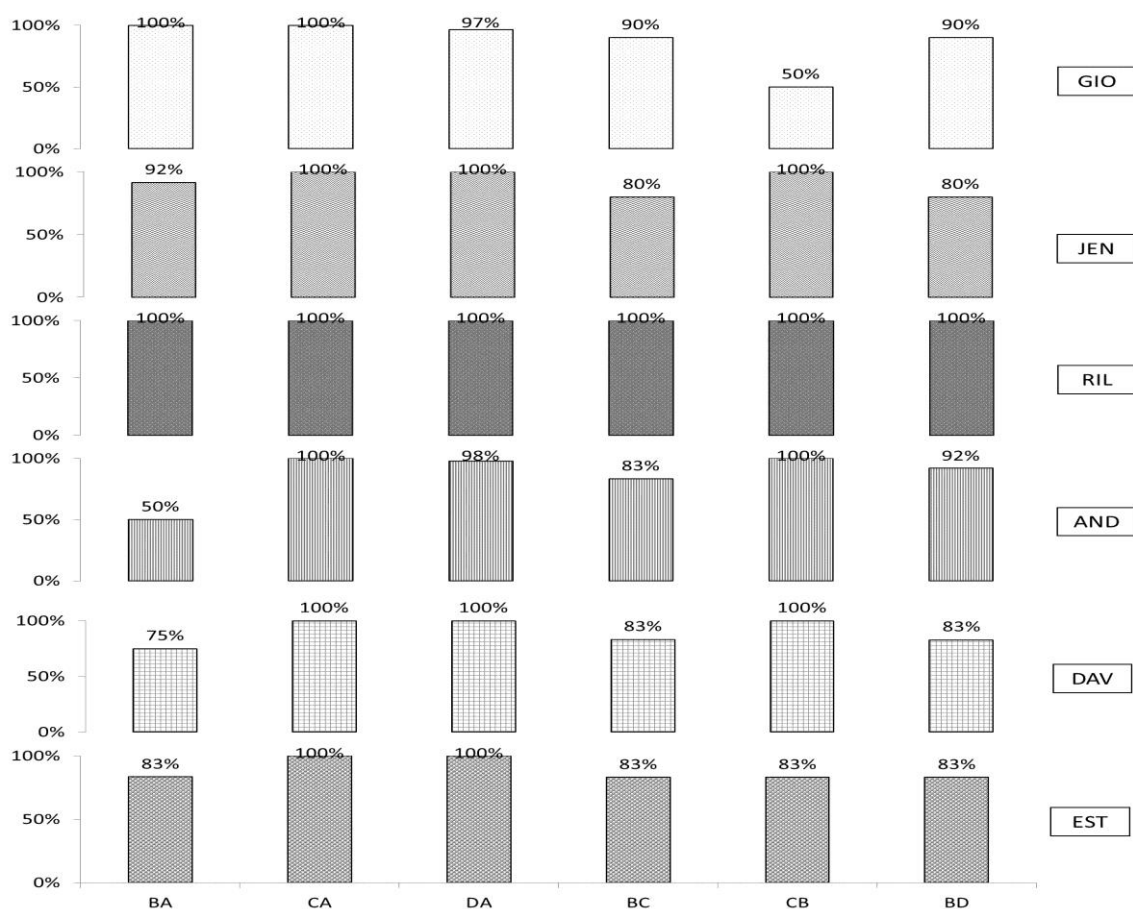 100% 100% 100% 97% 90% 50% 90%
50%
0%
GIO
100% 92% 100% 100% 80% 100% 80%
50%
0%
JEN
100% 100% 100% 100% 100% 100% 100%
50%
0%
RIL
100% 50% 100% 98% 83% 100% 92%
50%
0%
AND
100% 75% 100% 100% 83% 100% 83%
50%
0%
DAV
100% 83% 100% 100% 83% 83% 83%
50%
0%
EST
BA CA DA BC CB BD